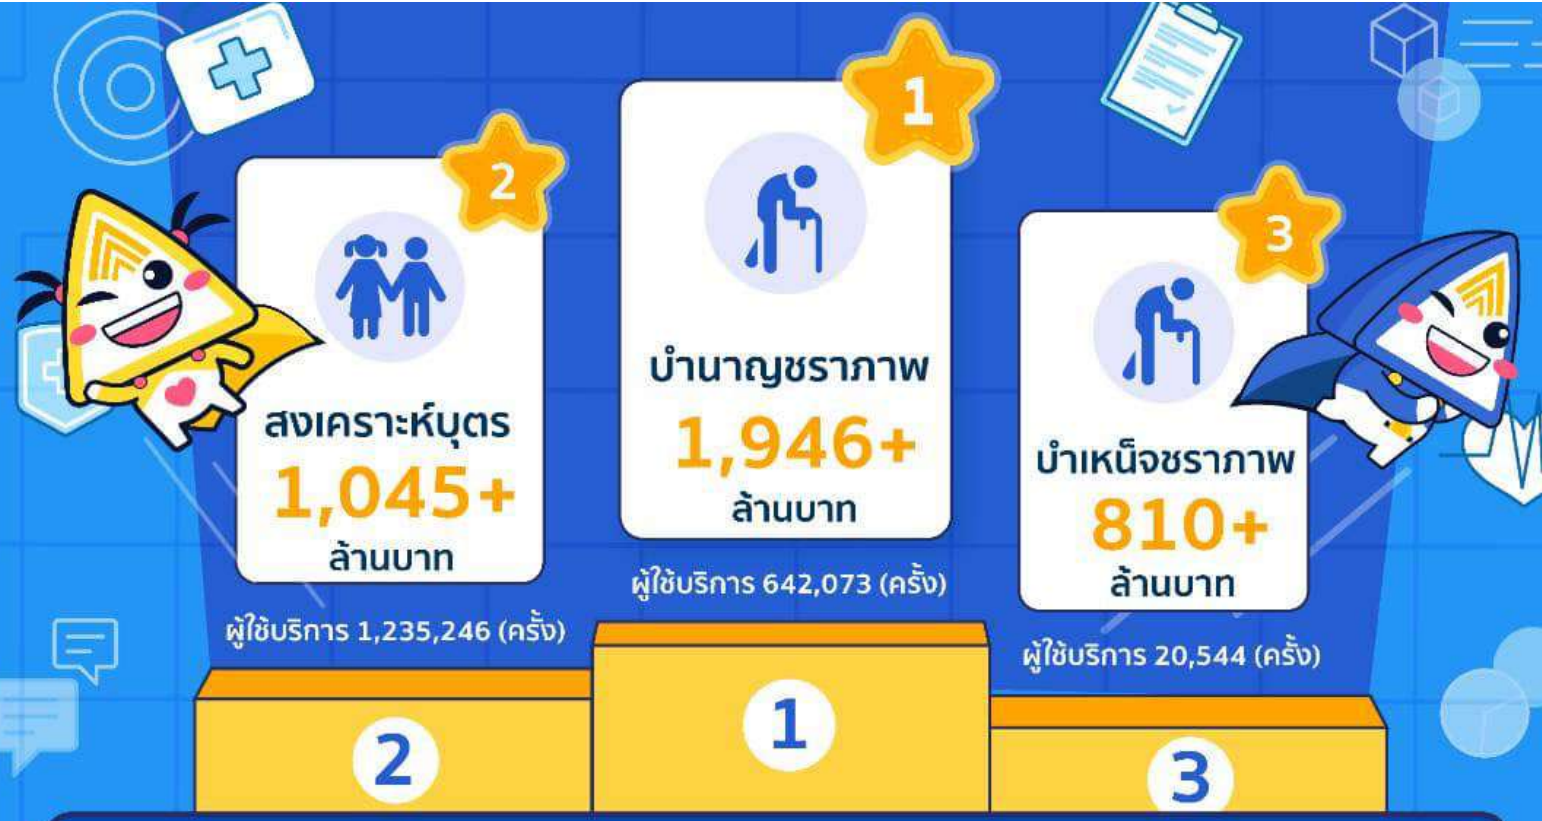 2
สงเคราะห์บุตร
1,045+
ล้านบาท
ผู้ใช้บริการ 1,235,246 (ครั้ง)
2
1
บำนาญชราภาพ
1,946+
ล้านบาท
ผู้ใช้บริการ 642,073 (ครั้ง)
1
3
บำเหน็จชราภาพ
810+
ล้านบาท
ผู้ใช้บริการ 20,544 (ครั้ง)
3